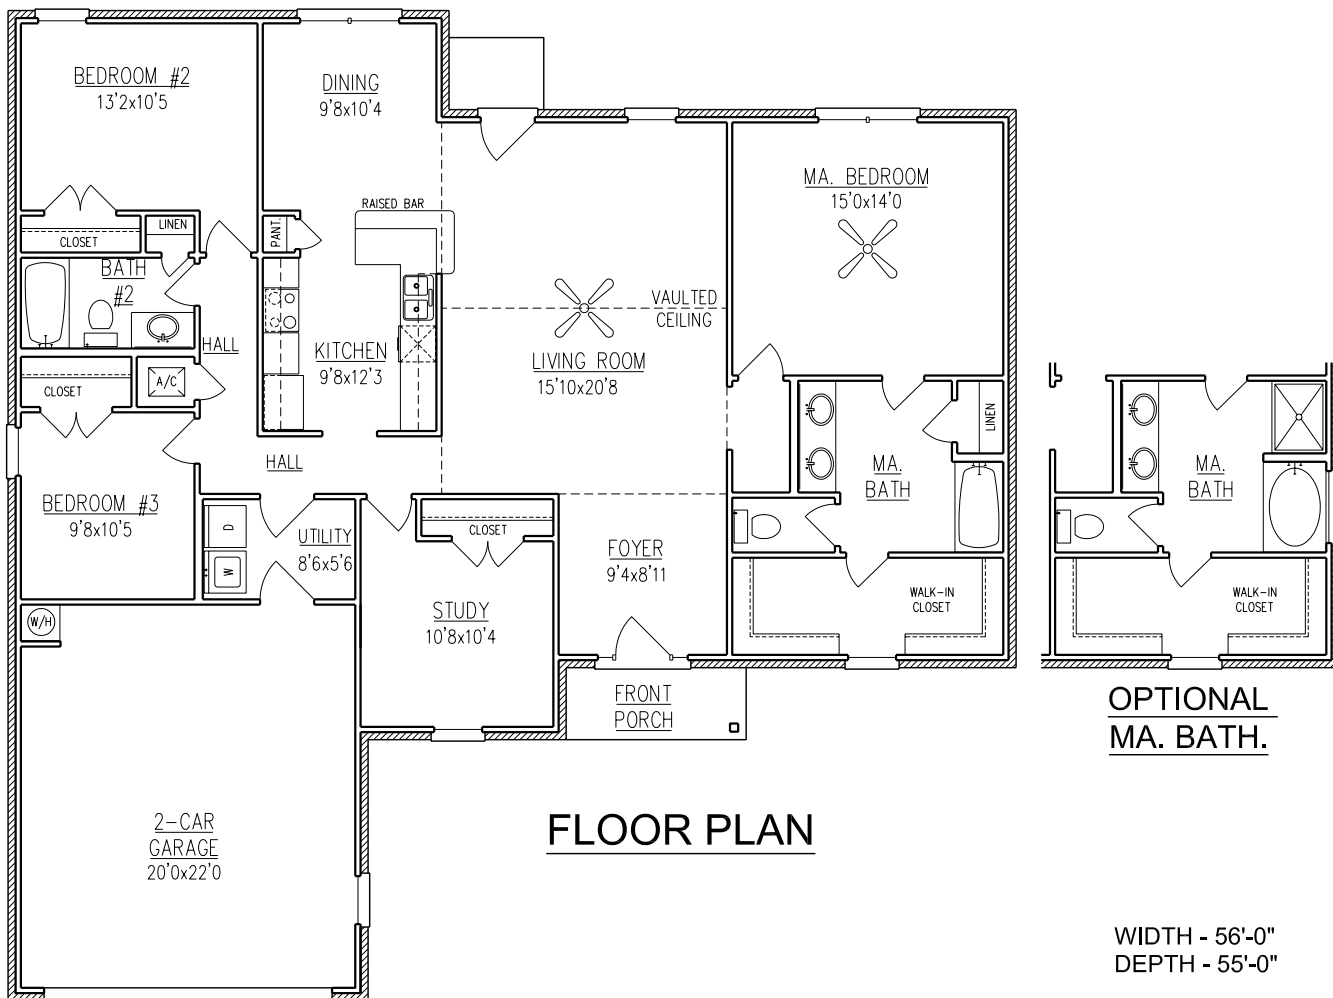 BEDROOM #2
13'2x10'5
DINING
9'8x10'4
MA. BEDROOM
15'0x14'0
RAISED BAR
LINEN
PANT.
CLOSET
BATH
#2
VAULTED
CEILING
HALL
KITCHEN
9'8x12'3
LIVING ROOM
15'10x20'8
A/C
CLOSET
LINEN
HALL
MA.
BATH
MA.
BATH
BEDROOM #3
9'8x10'5
D
W
UTILITY
8'6x5'6
CLOSET
FOYER
9'4x8'11
WALK-IN
CLOSET
WALK-IN
CLOSET
W/H
STUDY
10'8x10'4
FRONT
PORCH
OPTIONAL
MA. BATH.
2-CAR
GARAGE
20'0x22'0
FLOOR PLAN
WIDTH - 56'-0"
DEPTH - 55'-0"